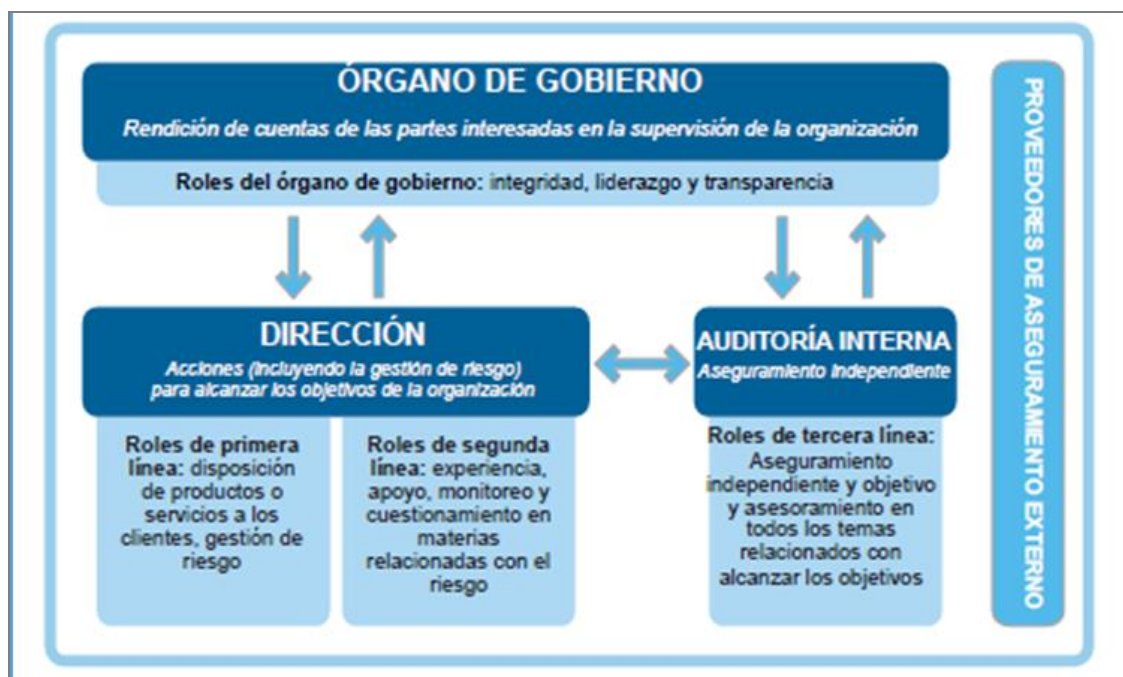 ÓRGANO DE GOBIERNO
Rendición de cuentas de las partes interesadas en la supervisión de la organización
Roles del órgano de gobierno: integridad, liderazgo y transparencia
DIRECCIÓN
Acciones (incluyendo la gestión de riesgo)
para alcanzar los objetivos de la organización
Roles de primera
línea: disposición
de productos o
servicios a los
clientes, gestión de
riesgo
Roles de segunda
línea: experiencia,
apoyo, monitoreo y
cuestionamiento en
materias
relacionadas con el
riesgo
AUDITORÍA INTERNA
Aseguramiento independiente
Roles de tercera línea:
Aseguramiento
independiente y objetivo
y asesoramiento en
todos los temas
relacionados con
alcanzar los objetivos
PROVEEDORES DE ASEGURAMIENTO EXTERNO